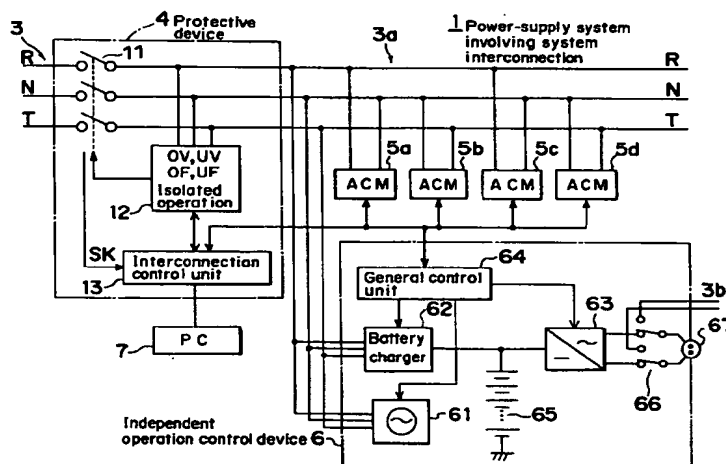 4 Protective
device
1 Power-supply system
involving system
interconnection
3
11
3a
R
R
N
N
T
T
OV, UV
OF, UF
Isolated operation
12
5a
5b
5c
5d
ACM
ACM
ACM
ACM
SK
Interconnection
control unit
13
64
General control
unit
62
63
3b
67
Battery
charger
PC
7
66
61
65
Independent
operation control device 6